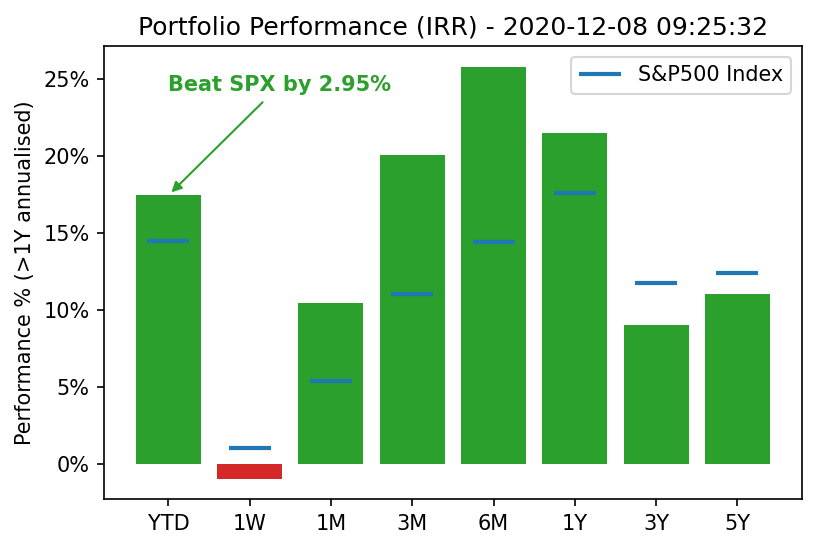 Portfolio Performance (IRR) - 2020-12-08 09:25:32
Beat SPX by 2.95%
S&P500 Index
Performance % (>1Y annualised)
25%
20%
15%
10%
5%
0%
YTD 1W 1M 3M 6M 1Y 3Y 5Y